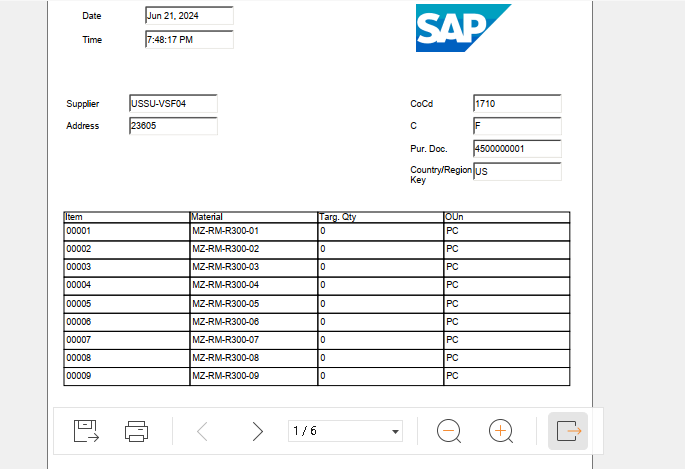 Date Jun 21, 2024
SAP
Time 7:48:17 PM
Supplier USSU-VSF04 CoCd 1710
Address 23605 C F
Pur. Doc. 4500000001
Country/Region Key US
Item Material Targ. Qty OUn
00001 MZ-RM-R300-01 0 PC
00002 MZ-RM-R300-02 0 PC
00003 MZ-RM-R300-03 0 PC
00004 MZ-RM-R300-04 0 PC
00005 MZ-RM-R300-05 0 PC
00006 MZ-RM-R300-06 0 PC
00007 MZ-RM-R300-07 0 PC
00008 MZ-RM-R300-08 0 PC
00009 MZ-RM-R300-09 0 PC
1 / 6